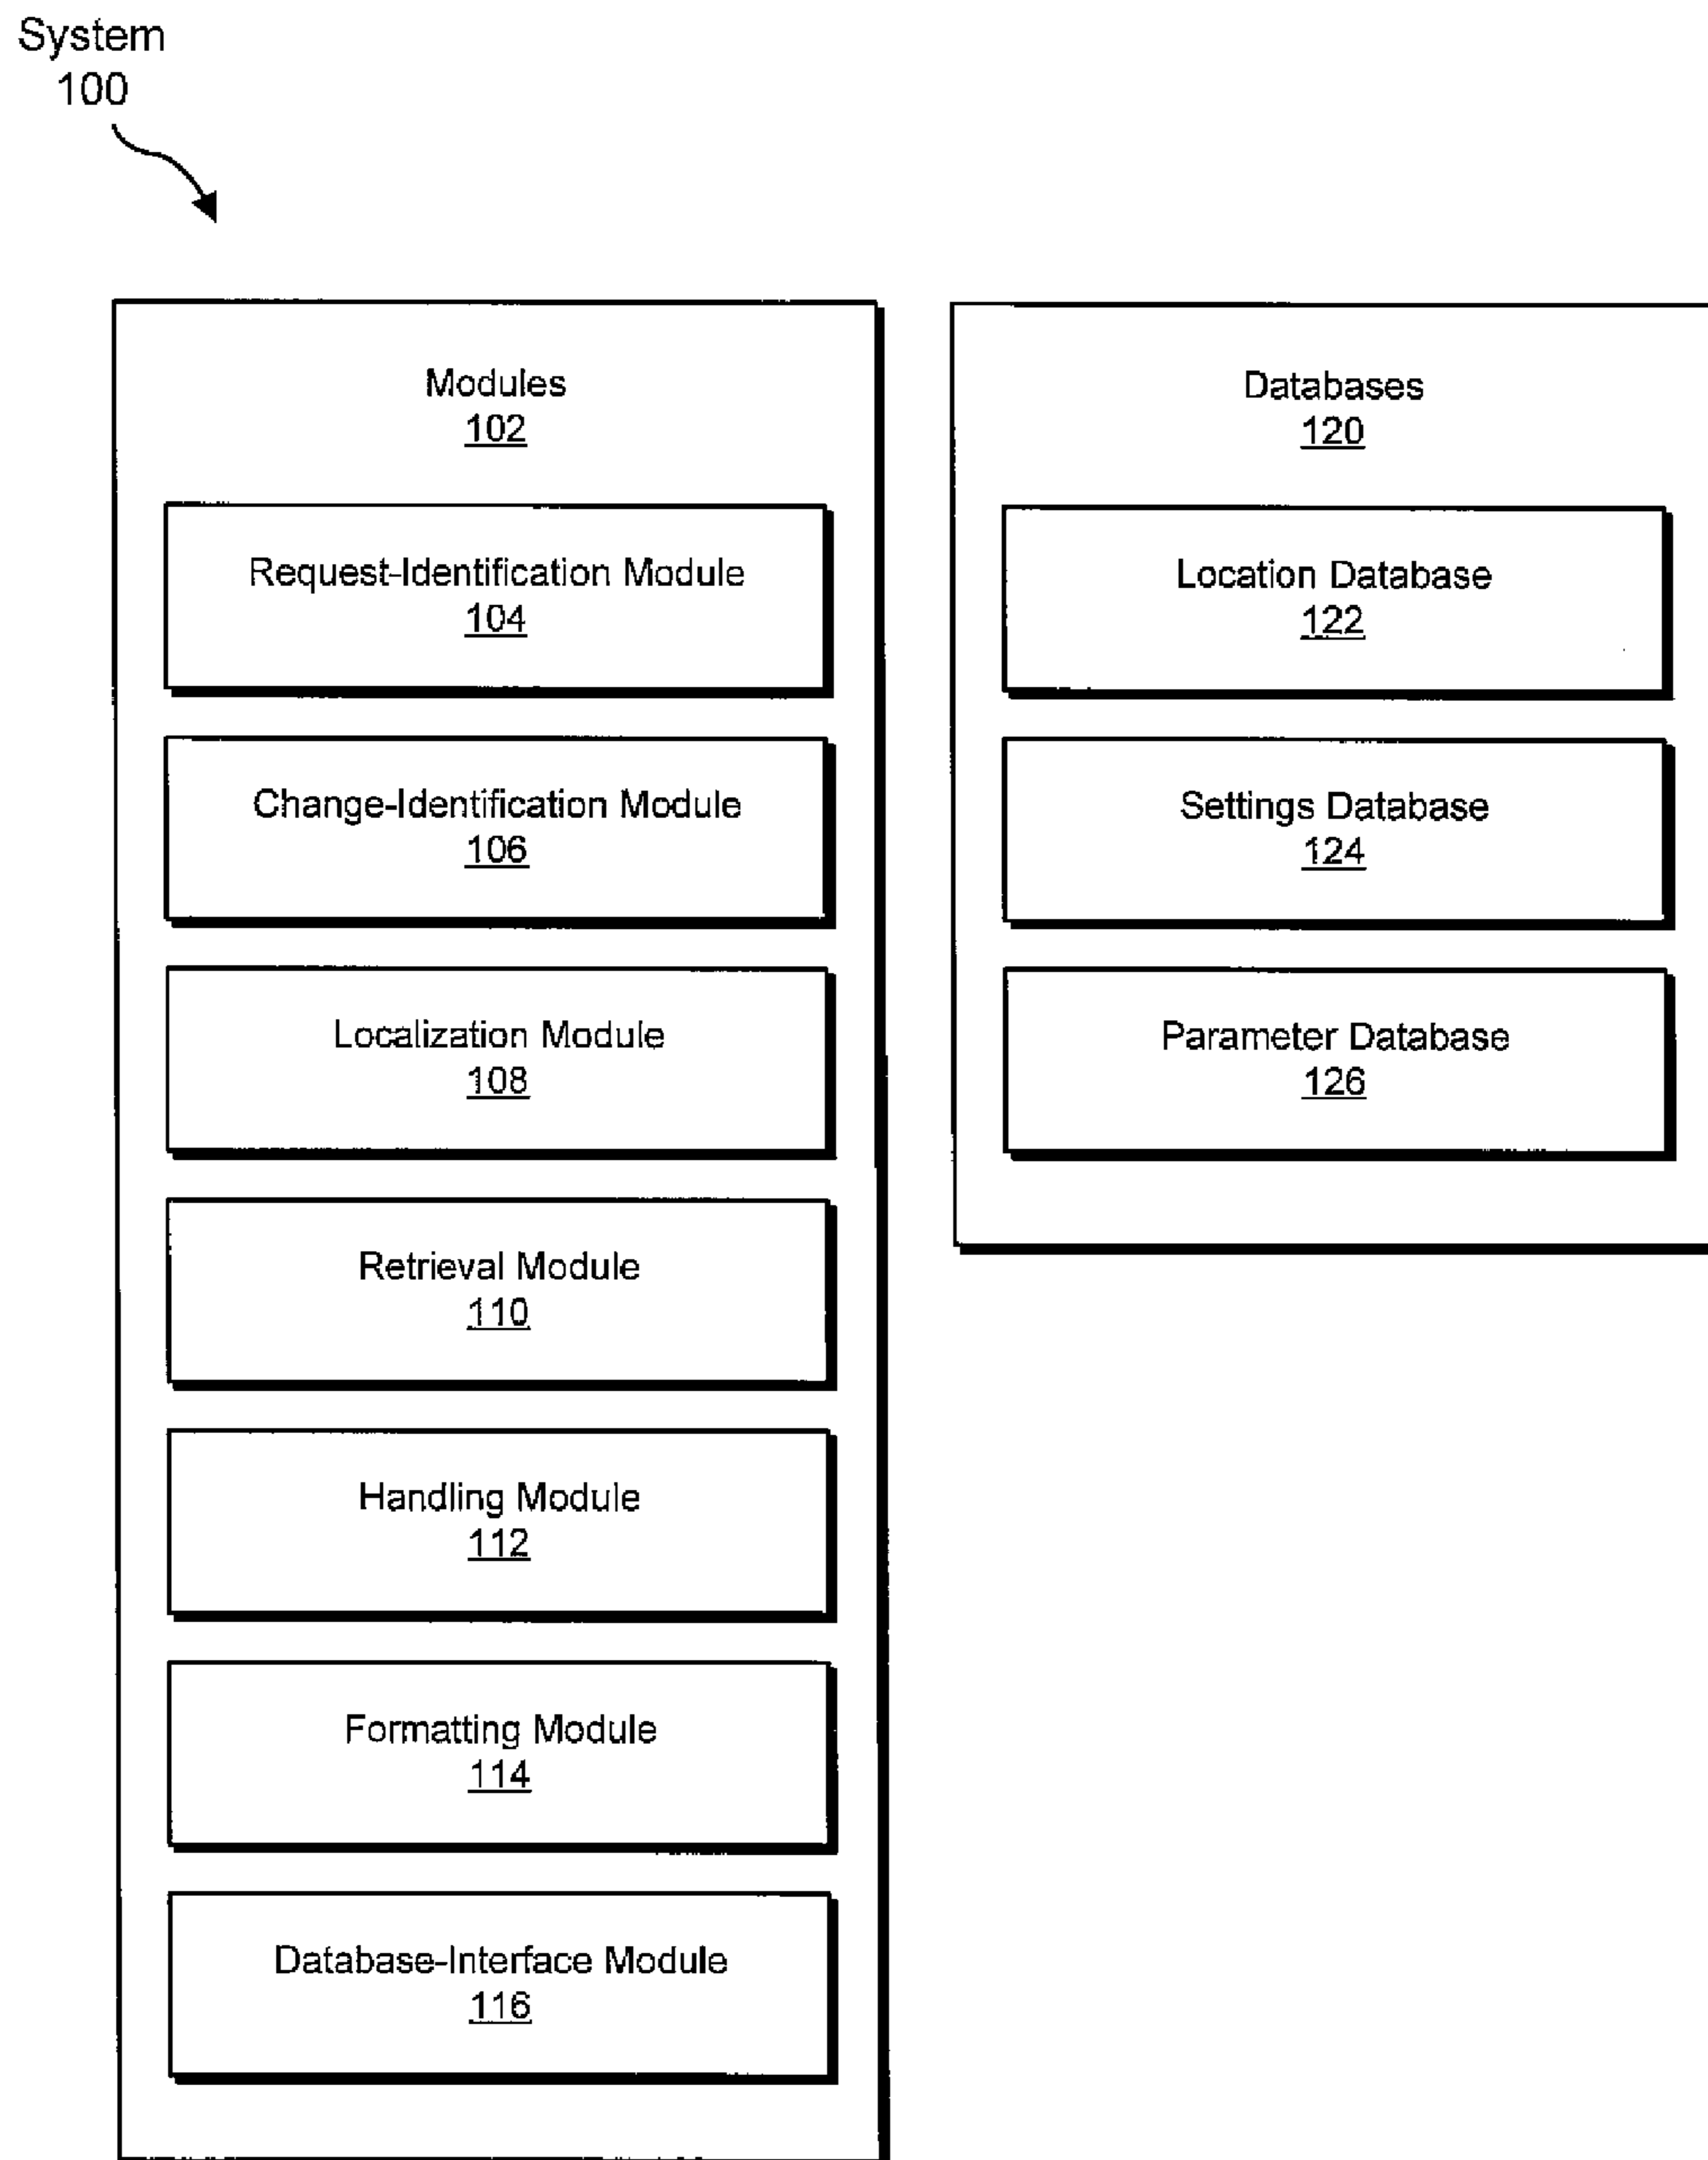 System
100
Modules
102
Request-Identification Module
104
Change-Identification Module
106
Localization Module
108
Retrieval Module
110
Handling Module
112
Formatting Module
114
Database-Interface Module
116
Databases
120
Location Database
122
Settings Database
124
Parameter Database
126